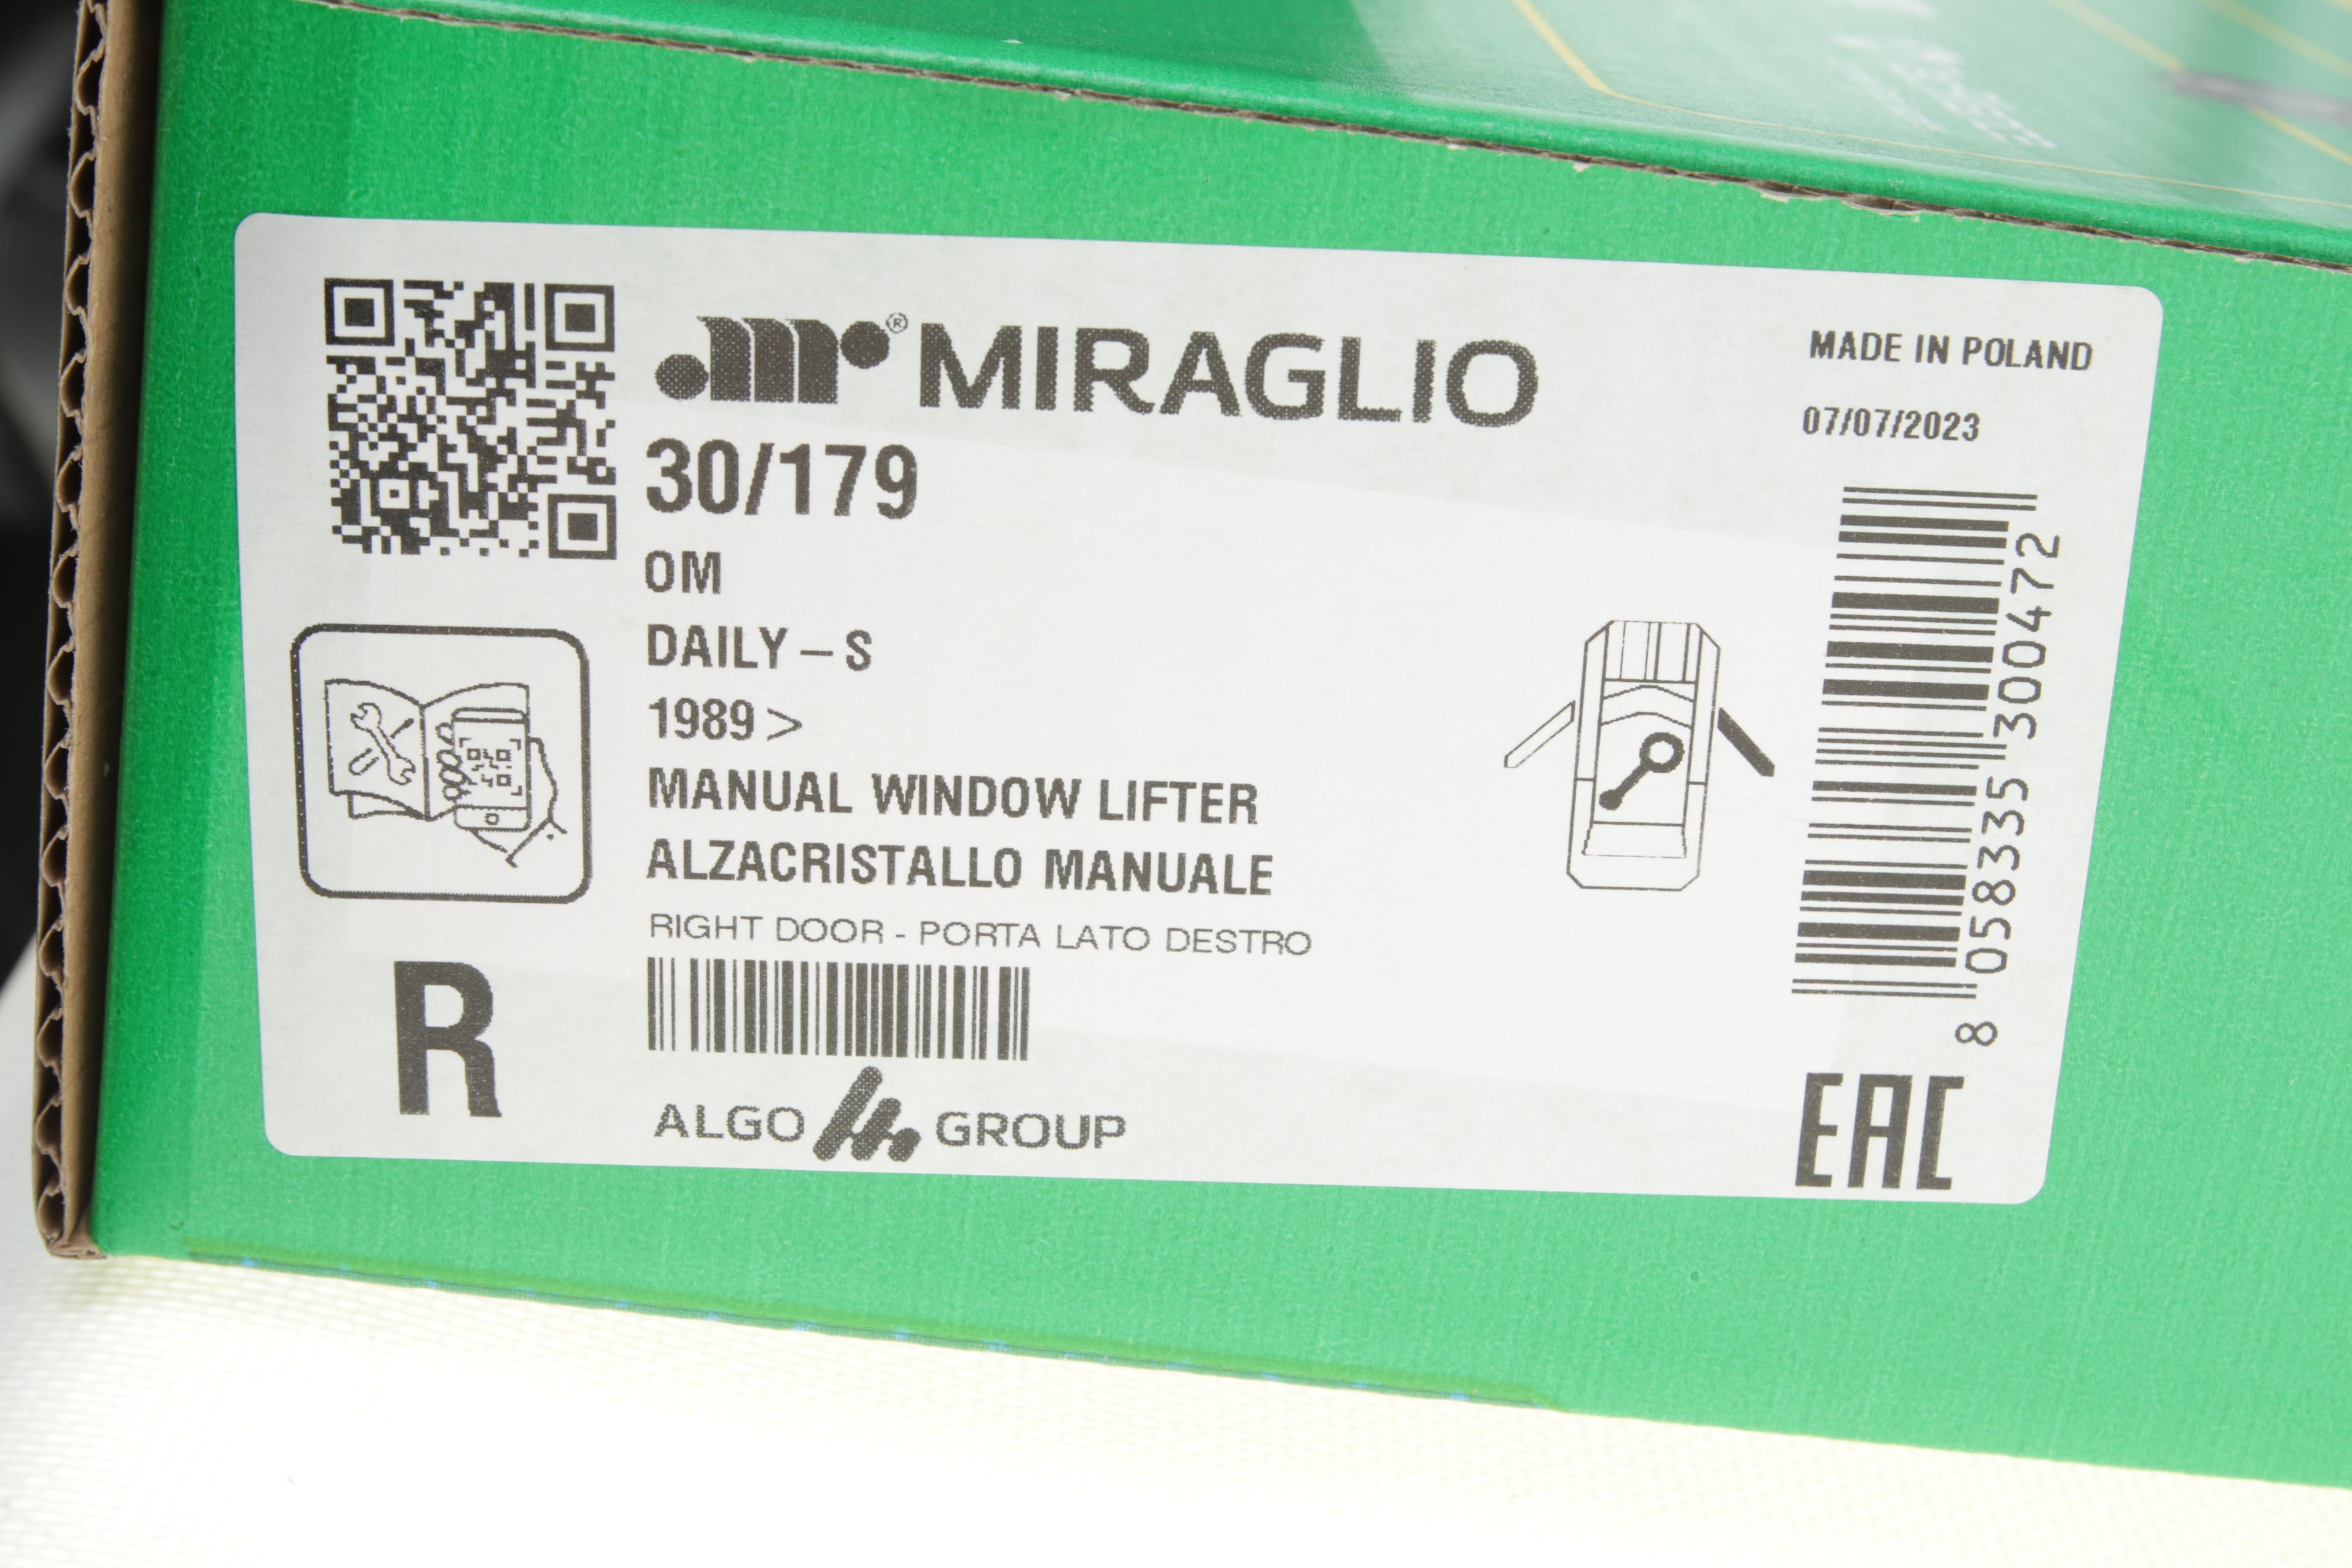 ® MIRAGLIO
MADE IN POLAND
07/07/2023
30/179
OM
DAILY – S
1989 >
MANUAL WINDOW LIFTER
ALZACRISTALLO MANUALE
RIGHT DOOR - PORTA LATO DESTRO
R
ALGO GROUP
8 058335 300472
EAC